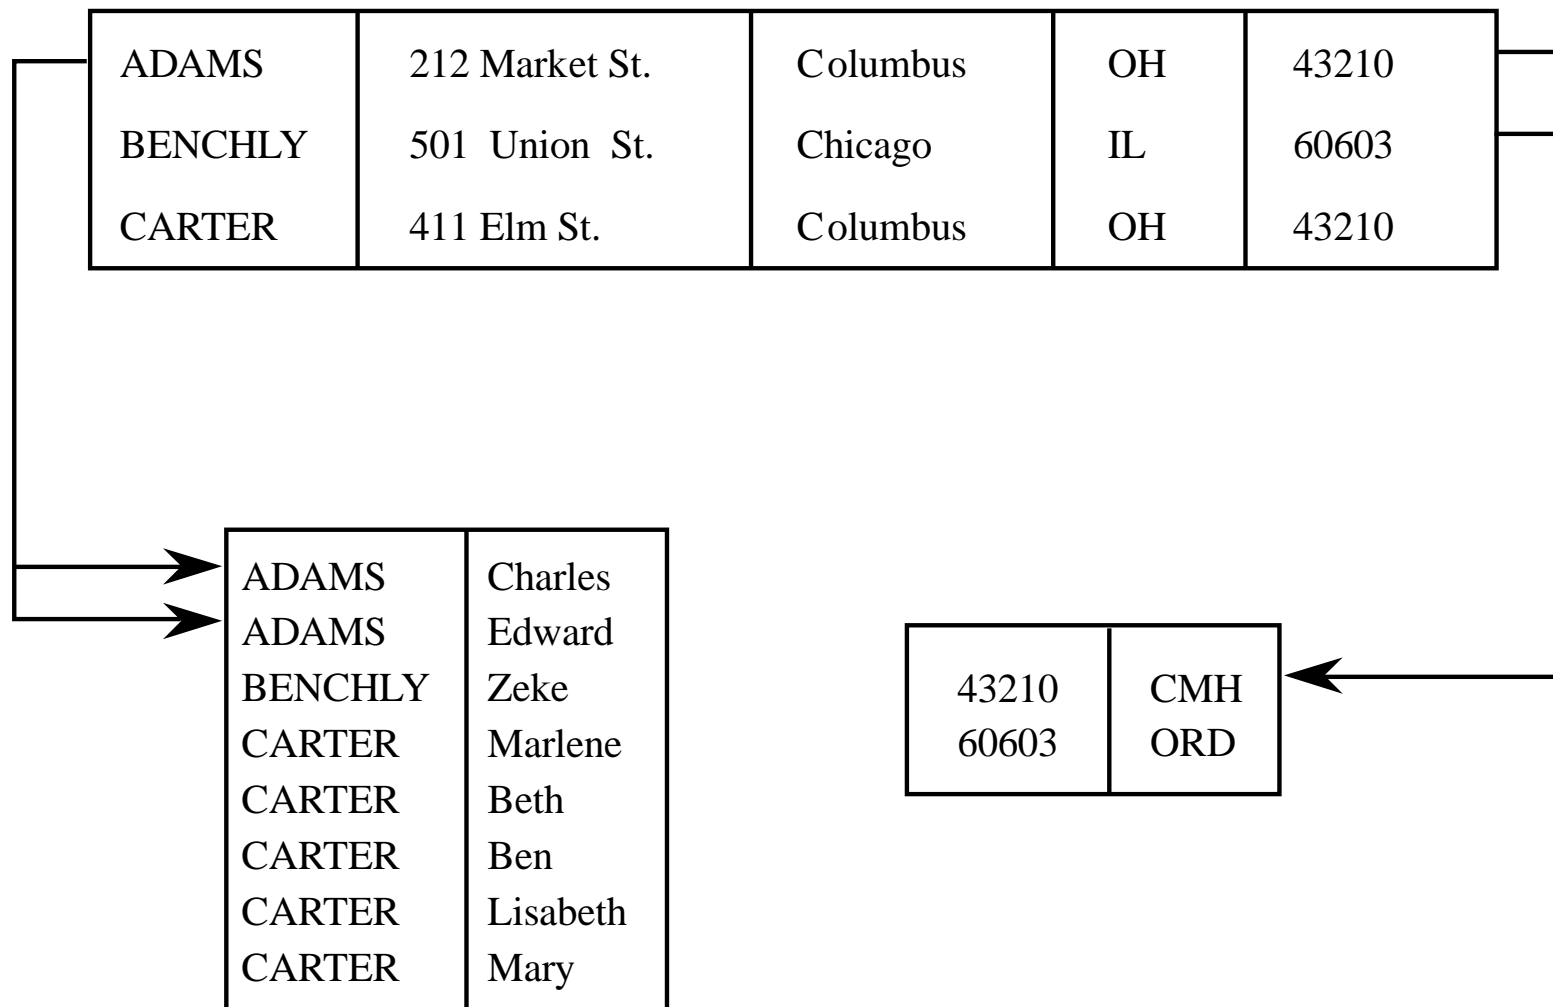 ADAMS 212 Market St. Columbus OH 43210
BENCHLY 501 Union St. Chicago IL 60603
CARTER 411 Elm St. Columbus OH 43210
ADAMS Charles
ADAMS Edward
BENCHLY Zeke
CARTER Marlene
CARTER Beth
CARTER Ben
CARTER Lisabeth
CARTER Mary
43210 CMH
60603 ORD